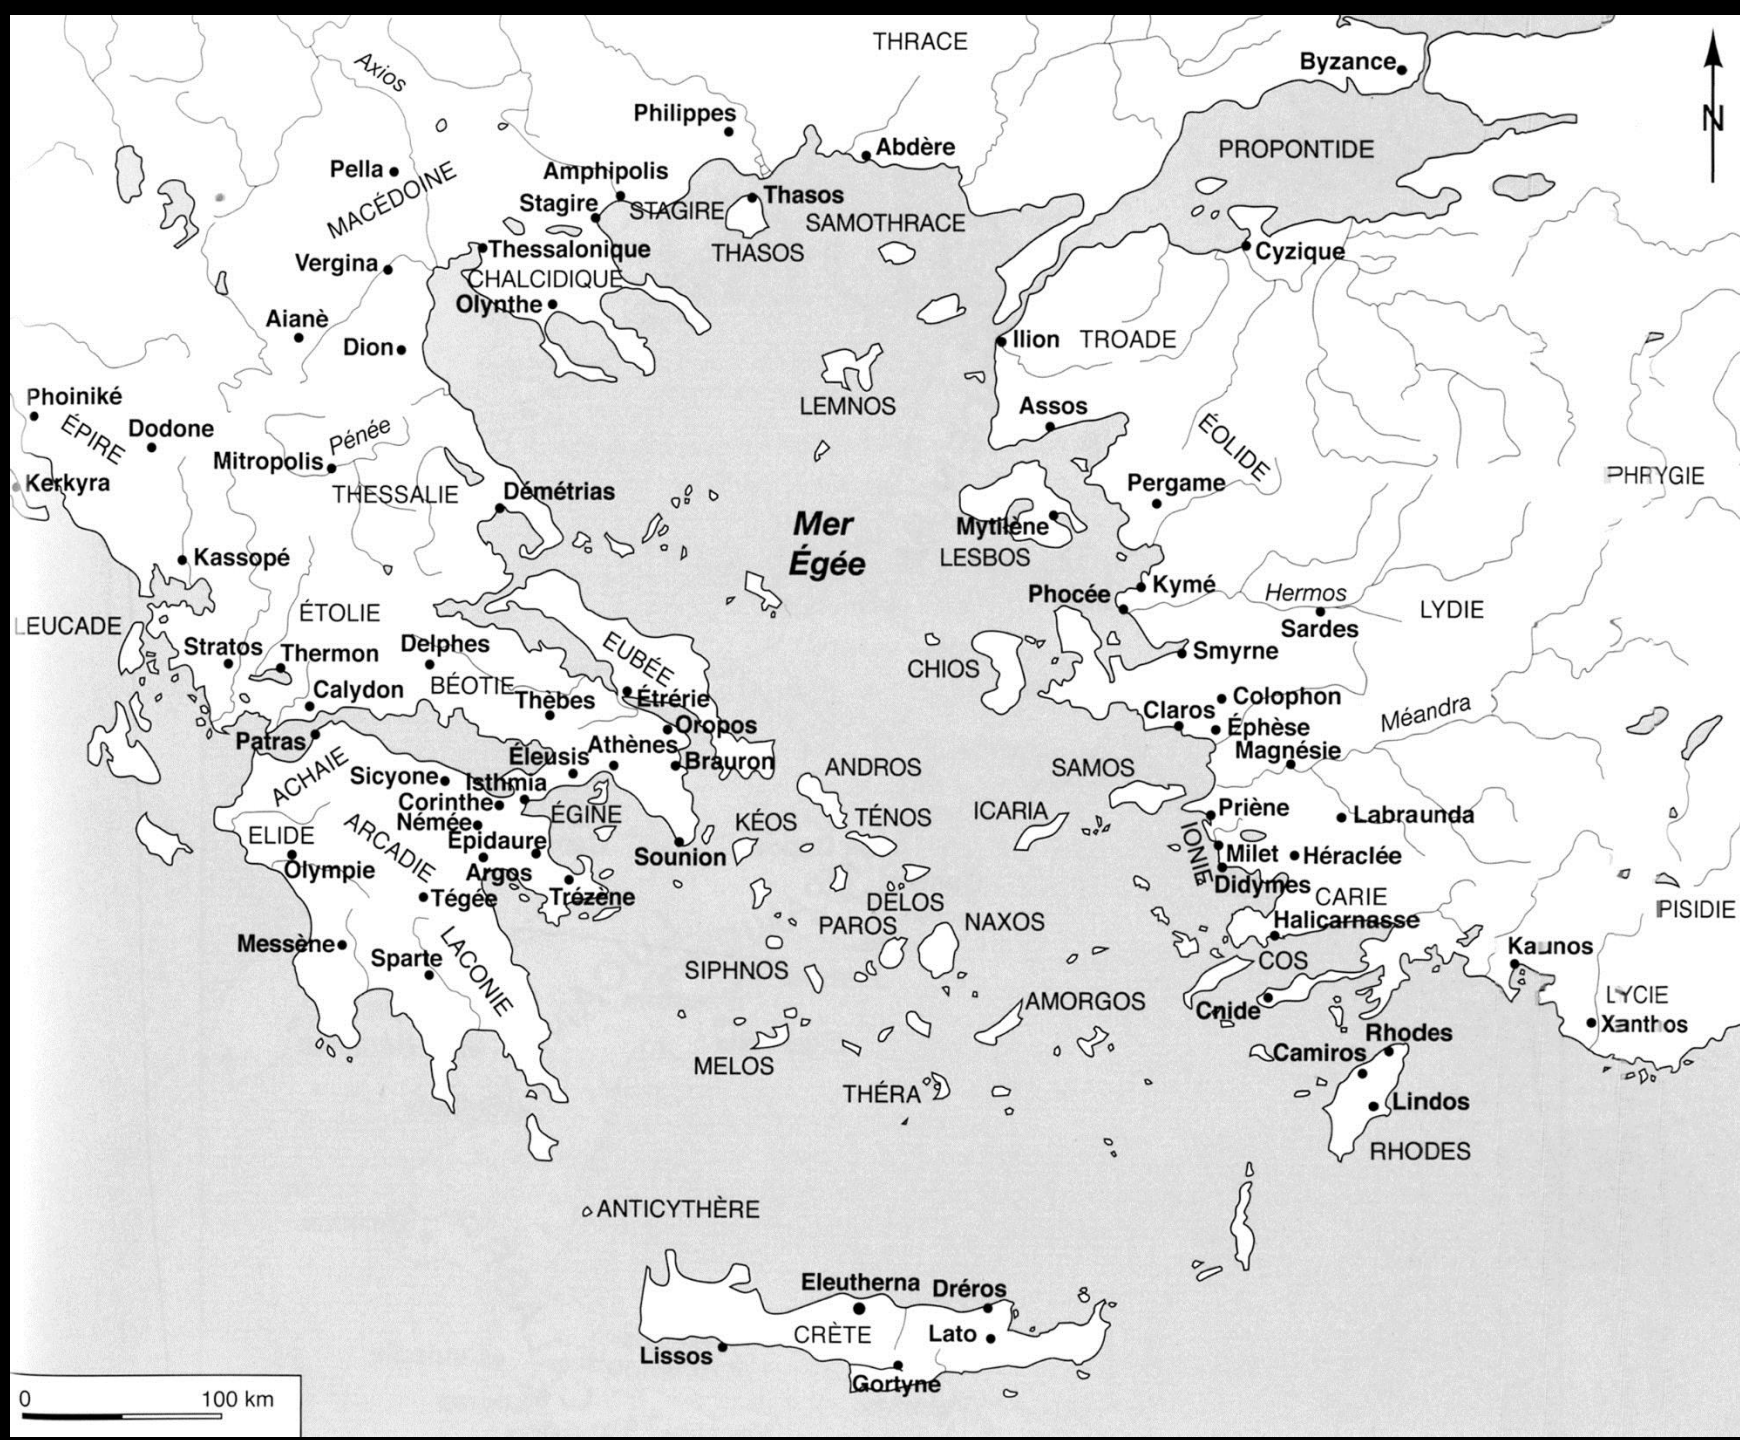 THRACE
Byzance
Axios
Philippes
N
Abdère
PROPONTIDE
Pella
Amphipolis
MACÉDOINE
Stagire
STAGIRE
Thasos
SAMOTHRACE
Thessalonique
THASOS
Cyzique
Vergina
CHALCIDIQUE
Olynthe
Aianè
Dion
Ilion
TROADE
Phoiniké
LEMNOS
Assos
ÉPIRE
Dodone
Pénée
ÉOLIDE
Mitropolis
Kerkyra
THESSALIE
Démétrias
Pergame
PHRYGIE
Mer
Égée
Mytilène
LESBOS
Kassopé
Phocée
Kymé
Hermos
LYDIE
LEUCADE
ÉTOLIE
Sardes
Stratos
Thermon
Delphes
EUBÉE
Smyrne
CHIOS
Calydon
BÉOTIE
Thèbes
Étrérie
Colophon
Claros
Méandra
Oropos
Éphèse
Patras
Athènes
Magnésie
Éleusis
Brauron
ANDROS
SAMOS
ACHAIE
Sicyone
Isthmia
Corinthe
ÉGINE
KÉOS
TÉNOS
ICARIA
Priène
Labraunda
Némée
ELIDE
ARCADIE
Epidaure
IONIE
Olympie
Argos
Sounion
Milet
Héraclée
Didymes
Tégée
Trézène
DÉLOS
CARIE
PISIDIE
PAROS
NAXOS
Halicarnasse
Messène
Sparte
LACONIE
SIPHNOS
COS
Kaunos
AMORGOS
Cnide
LYCIE
Xanthos
Rhodes
Camiros
MELOS
THÉRA
Lindos
RHODES
ANTICYTHÈRE
Eleutherna
Dréros
CRÈTE
Lato
Lissos
Gortyne
0 100 km